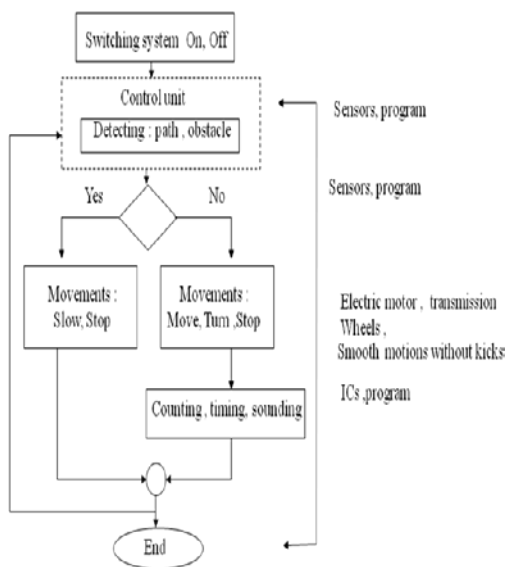 Switching system On, Off
Control unit
Detecting : path , obstacle
Sensors, program
Sensors, program
Yes
No
Movements :
Slow, Stop
Movements :
Move, Turn ,Stop
Electric motor , transmission
Wheels ,
Smooth motions without kicks
ICs ,program
Counting , timing, sounding
End